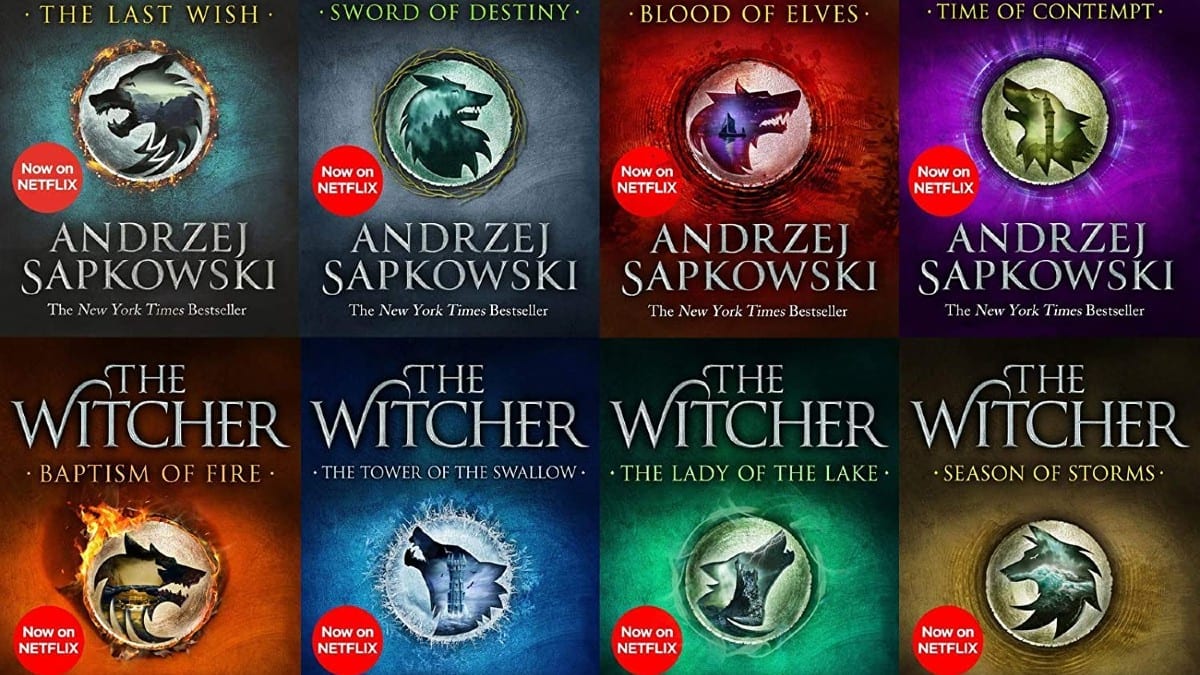 · THE LAST WISH ·
Now on
NETFLIX
ANDRZEJ
SAPKOWSKI
The New York Times Bestseller
· SWORD OF DESTINY ·
Now on
NETFLIX
ANDRZEJ
SAPKOWSKI
The New York Times Bestseller
· BLOOD OF ELVES ·
Now on
NETFLIX
ANDRZEJ
SAPKOWSKI
The New York Times Bestseller
· TIME OF CONTEMPT ·
Now on
NETFLIX
ANDRZEJ
SAPKOWSKI
The New York Times Bestseller
THE
WITCHER
· BAPTISM OF FIRE ·
Now on
NETFLIX
THE
WITCHER
· THE TOWER OF THE SWALLOW ·
Now on
NETFLIX
THE
WITCHER
· THE LADY OF THE LAKE ·
Now on
NETFLIX
THE
WITCHER
· SEASON OF STORMS ·
Now on
NETFLIX